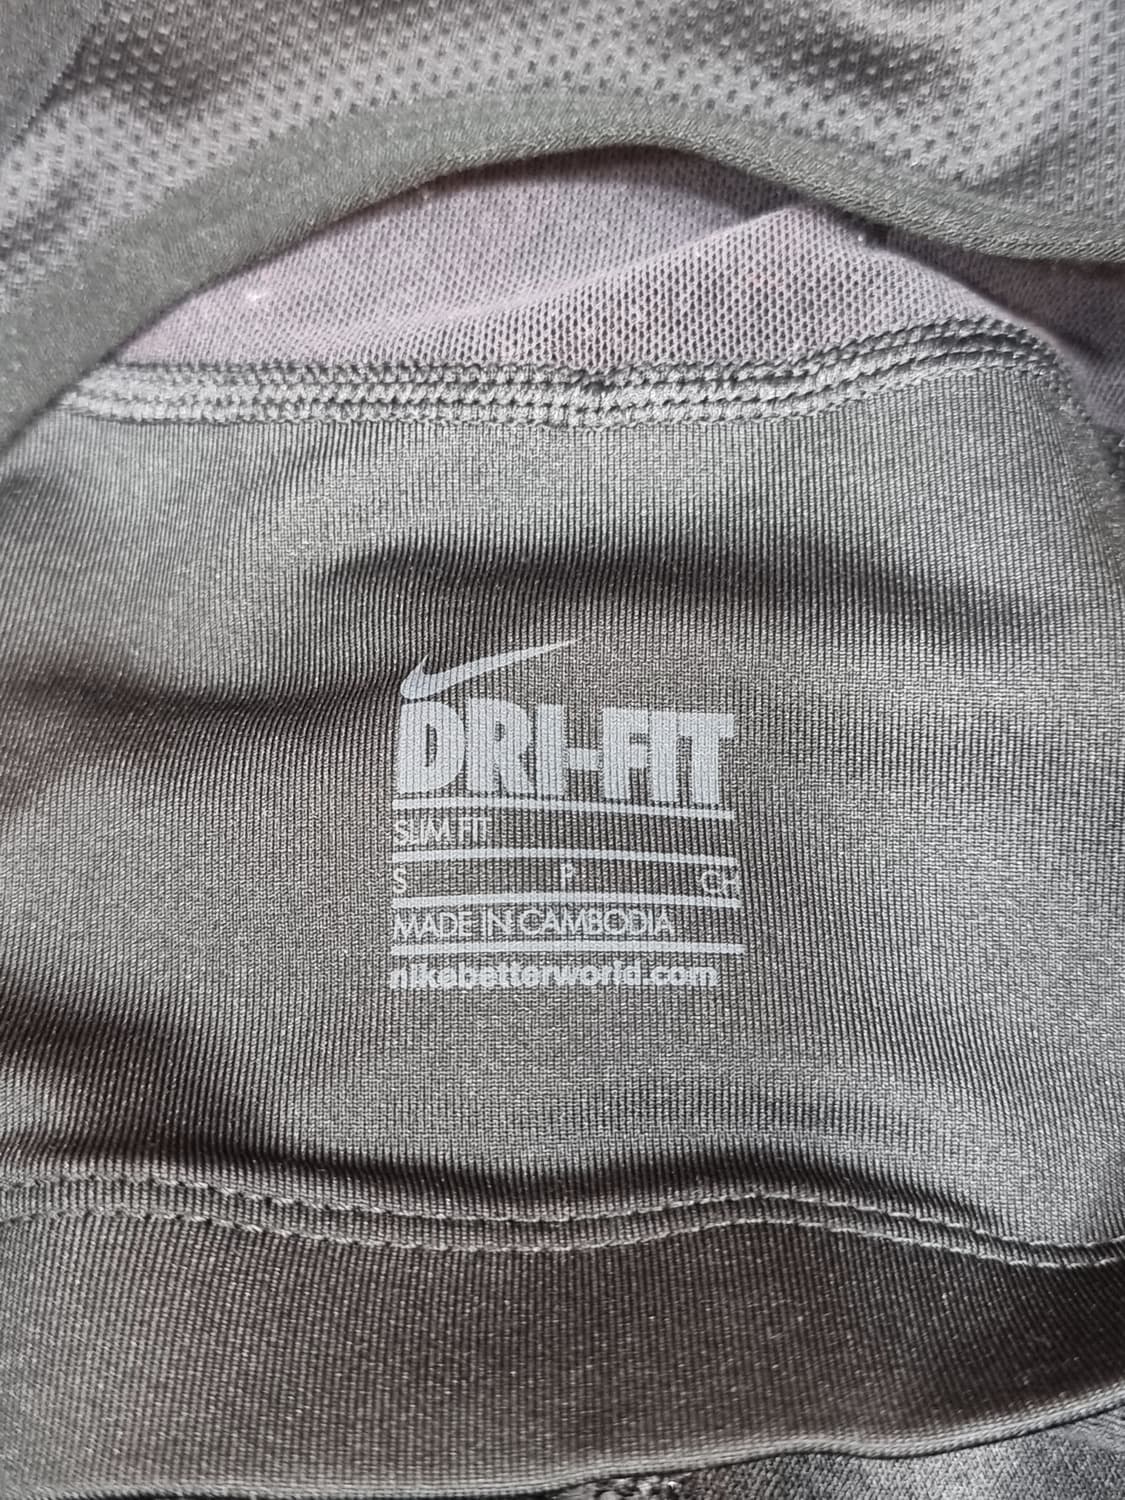 DRI-FIT
SLIM FIT
S P CH
MADE IN CAMBODIA
nikebetterworld.com